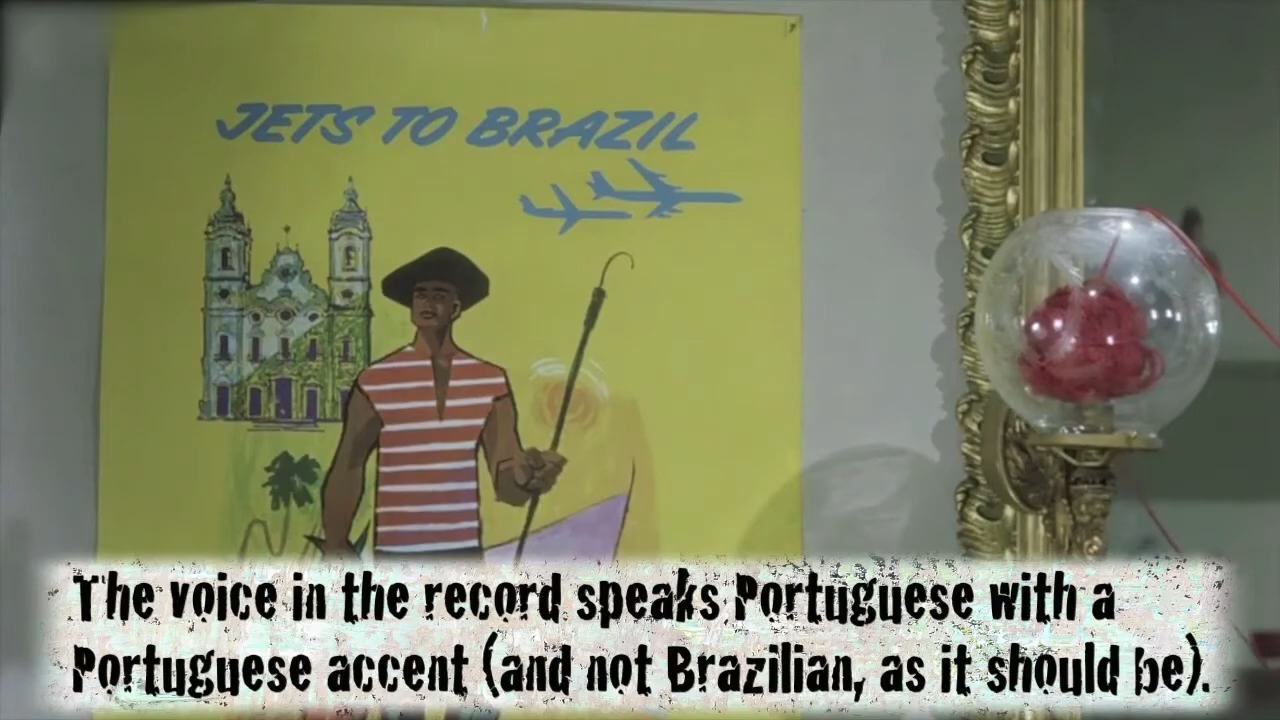 JETS TO BRAZIL
The voice in the record speaks Portuguese with a
Portuguese accent (and not Brazilian, as it should be).